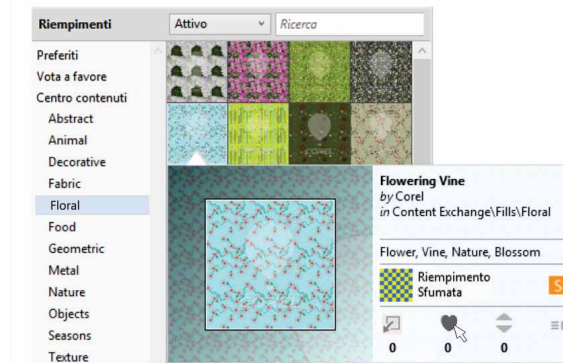 Riempimenti Attivo Ricerca
Preferiti
Vota a favore
Centro contenuti
Abstract
Animal
Decorative
Fabric
Floral
Food
Geometric
Metal
Nature
Objects
Seasons
Texture
COREL
Flowering Vine
by Corel
in Content Exchange\Fills\Floral
Flower, Vine, Nature, Blossom
Riempimento
Sfumata
S
0 0 0